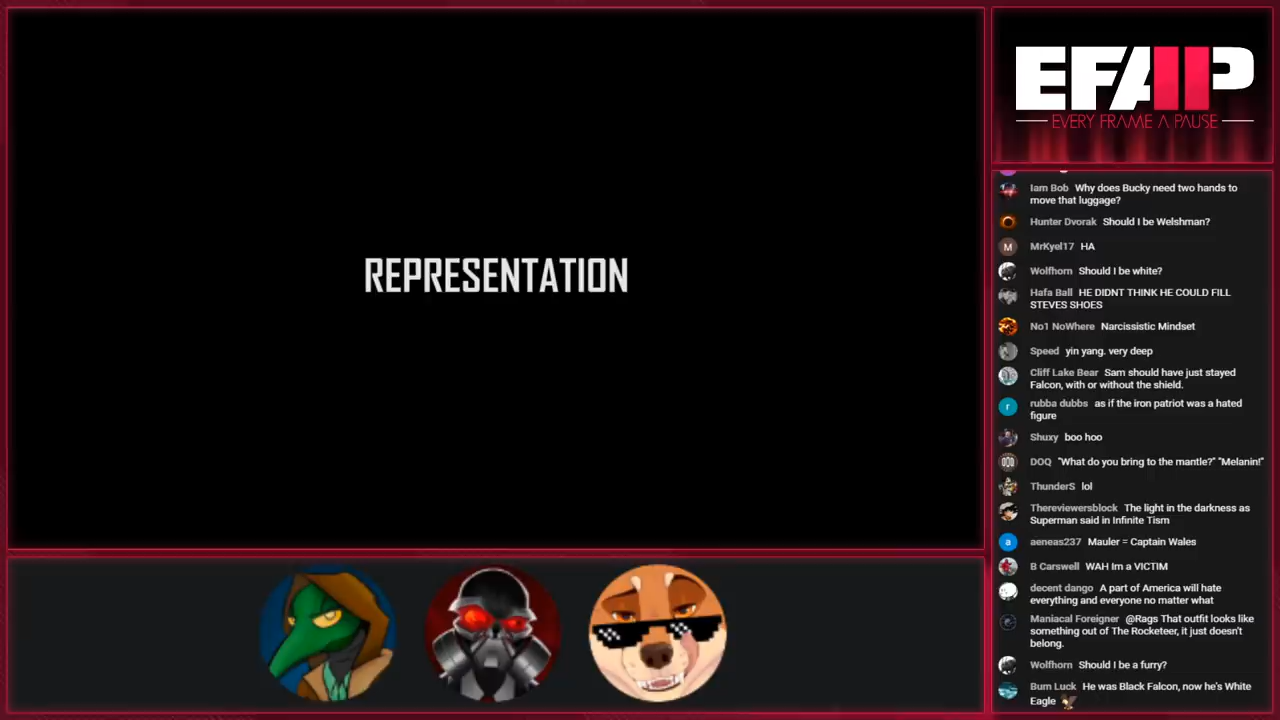 REPRESENTATION
EFAP
EVERY FRAME A PAUSE
Iam Bob Why does Bucky need two hands to
move that luggage?
Hunter Dvorak Should I be Welshman?
M MrKyel17 HA
Wolfhorn Should I be white?
Hafa Ball HE DIDNT THINK HE COULD FILL
STEVES SHOES
No1 NoWhere Narcissistic Mindset
Speed yin yang. very deep
Cliff Lake Bear Sam should have just stayed
Falcon, with or without the shield.
r rubba dubbs as if the iron patriot was a hated
figure
Shuxy boo hoo
DOQ "What do you bring to the mantle?" "Melanin!"
ThunderS lol
Thereviewersblock The light in the darkness as
Superman said in Infinite Tism
a aeneas237 Mauler = Captain Wales
B Carswell WAH Im a VICTIM
decent dango A part of America will hate
everything and everyone no matter what
Maniacal Foreigner @Rags That outfit looks like
something out of The Rocketeer, it just doesn't
belong.
Wolfhorn Should I be a furry?
Burn Luck He was Black Falcon, now he's White
Eagle